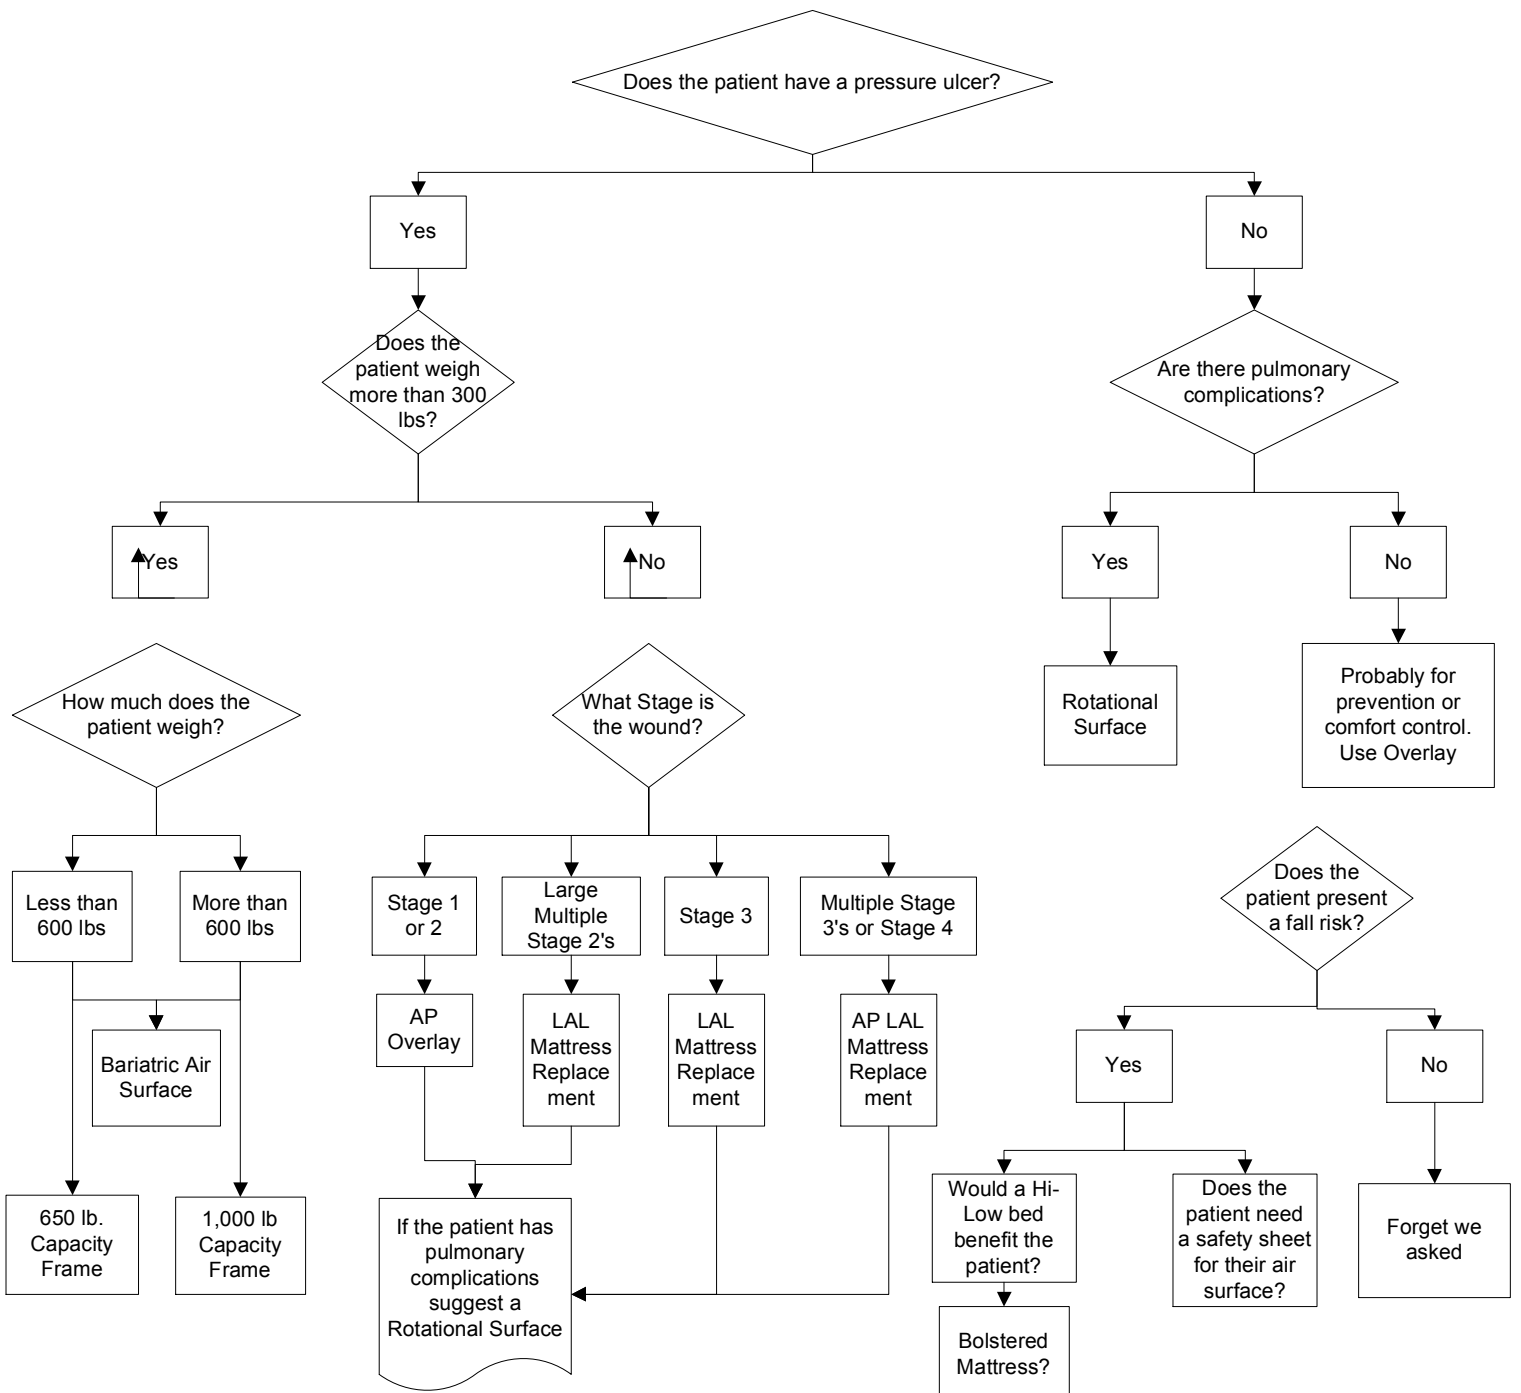 Does the patient have a pressure ulcer?
Yes
No
Does the
patient weigh
more than 300
lbs?
Are there pulmonary
complications?
Yes
No
Yes
No
How much does the
patient weigh?
What Stage is
the wound?
Rotational
Surface
Probably for
prevention or
comfort control.
Use Overlay
Less than
600 lbs
More than
600 lbs
Stage 1
or 2
Large
Multiple
Stage 2's
Stage 3
Multiple Stage
3's or Stage 4
Does the
patient present
a fall risk?
Bariatric Air
Surface
AP
Overlay
LAL
Mattress
Replace
ment
LAL
Mattress
Replace
ment
AP LAL
Mattress
Replace
ment
Yes
No
650 lb.
Capacity
Frame
1,000 lb
Capacity
Frame
If the patient has
pulmonary
complications
suggest a
Rotational Surface
Would a Hi-
Low bed
benefit the
patient?
Does the
patient need
a safety sheet
for their air
surface?
Forget we
asked
Bolstered
Mattress?